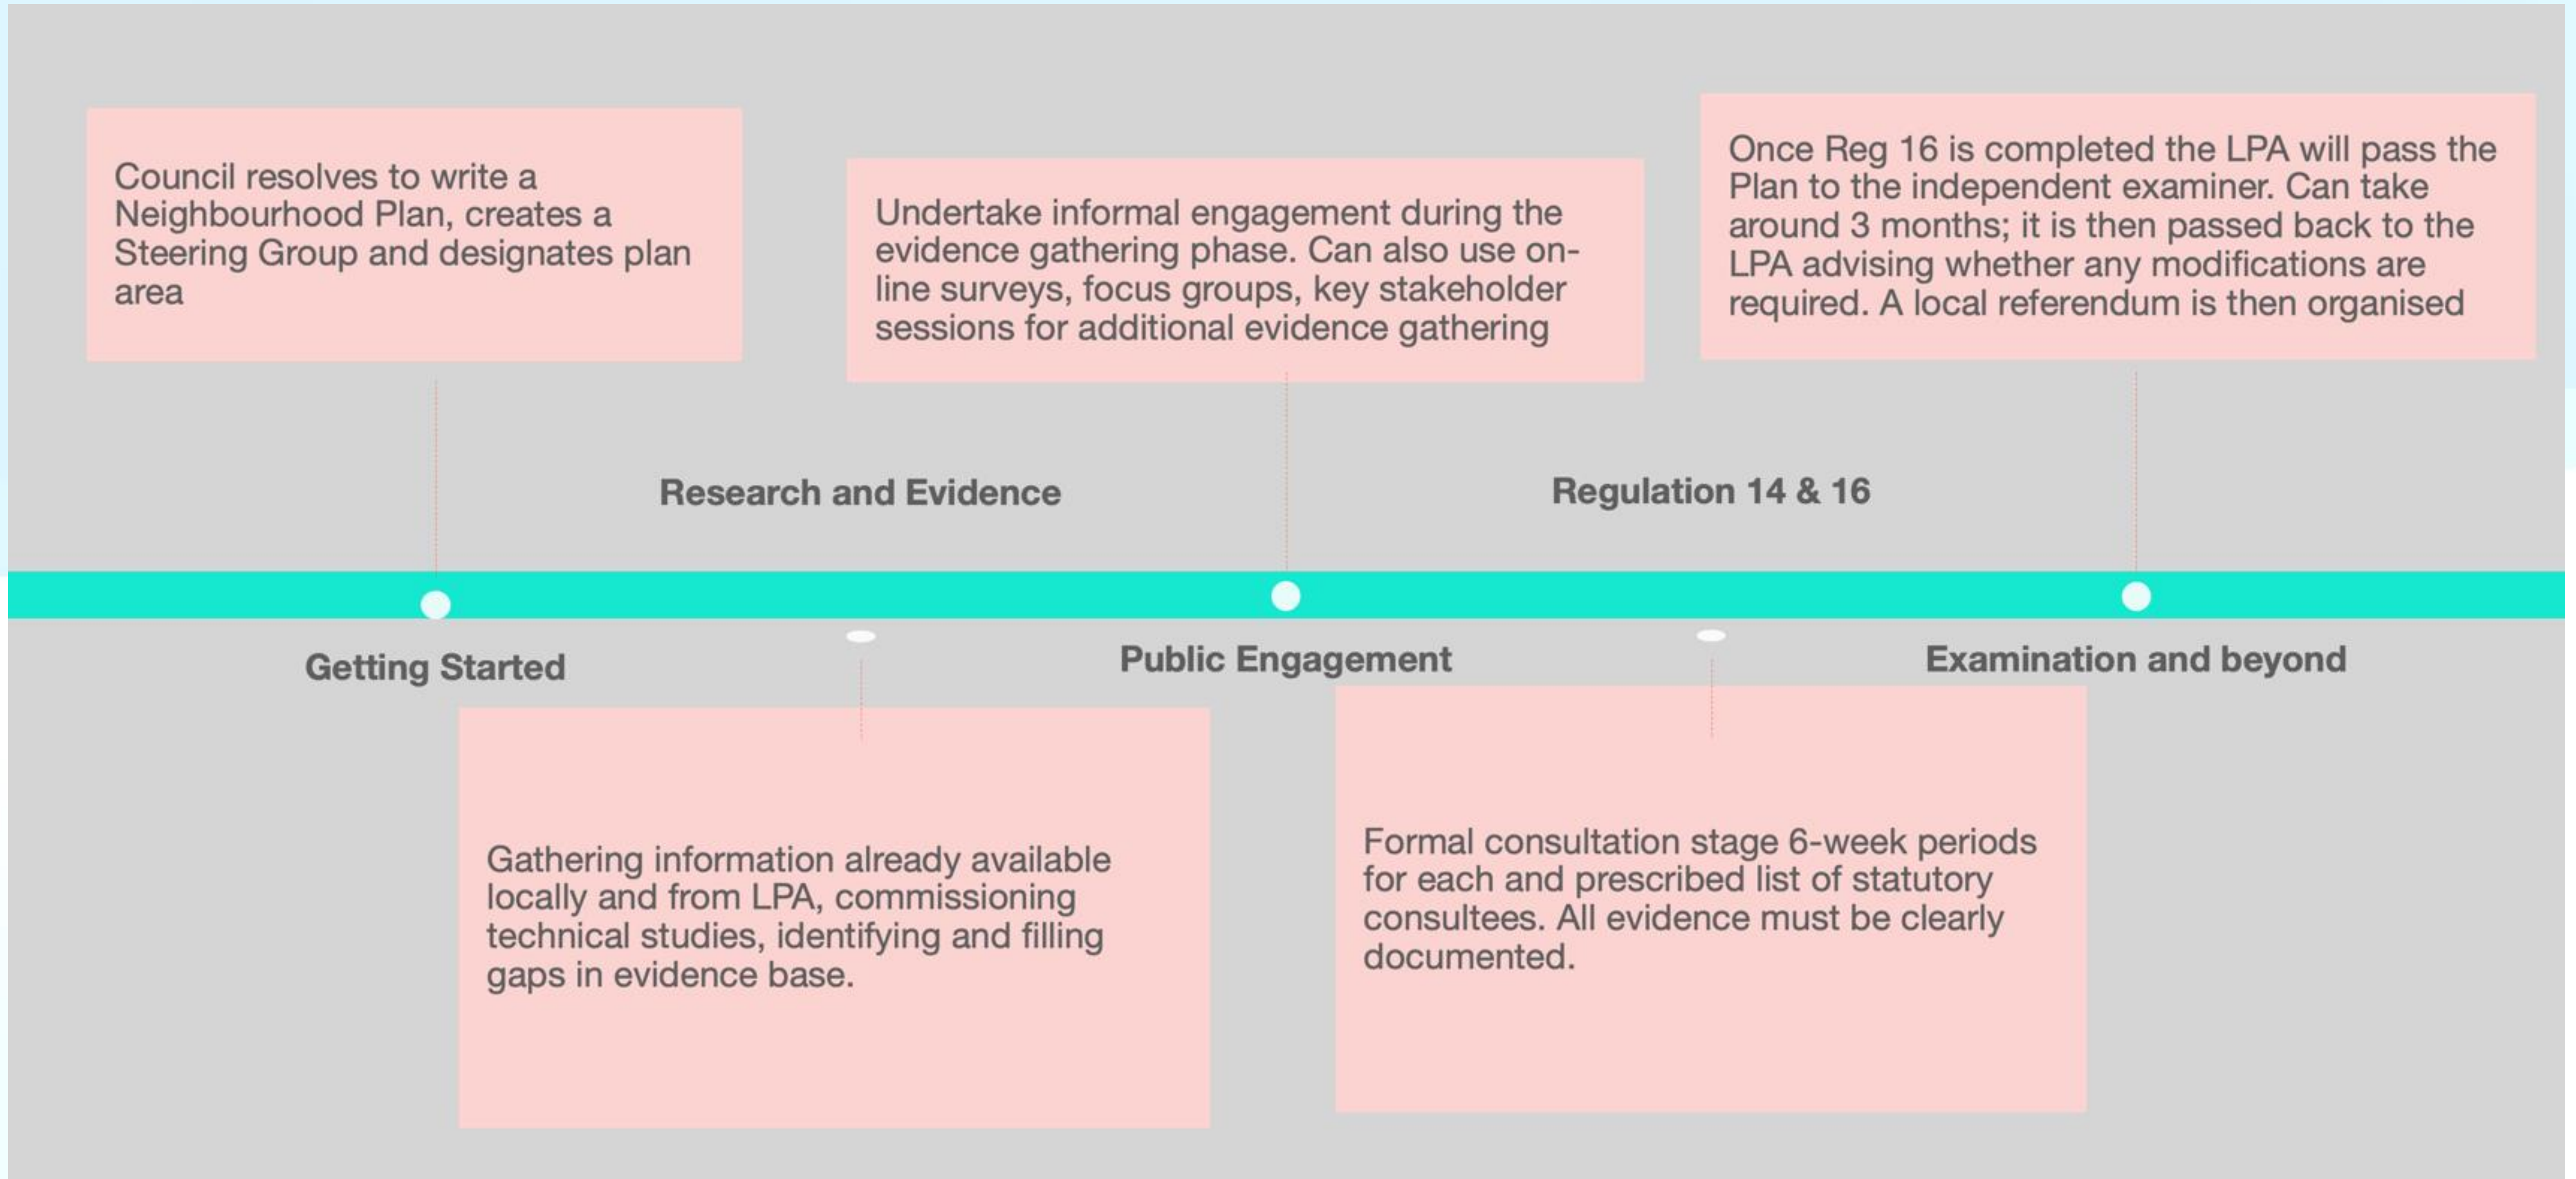 Council resolves to write a
Neighbourhood Plan, creates a
Steering Group and designates plan
area
Undertake informal engagement during the
evidence gathering phase. Can also use on-
line surveys, focus groups, key stakeholder
sessions for additional evidence gathering
Once Reg 16 is completed the LPA will pass the
Plan to the independent examiner. Can take
around 3 months; it is then passed back to the
LPA advising whether any modifications are
required. A local referendum is then organised
Research and Evidence
Regulation 14 & 16
Getting Started
Public Engagement
Examination and beyond
Gathering information already available
locally and from LPA, commissioning
technical studies, identifying and filling
gaps in evidence base.
Formal consultation stage 6-week periods
for each and prescribed list of statutory
consultees. All evidence must be clearly
documented.